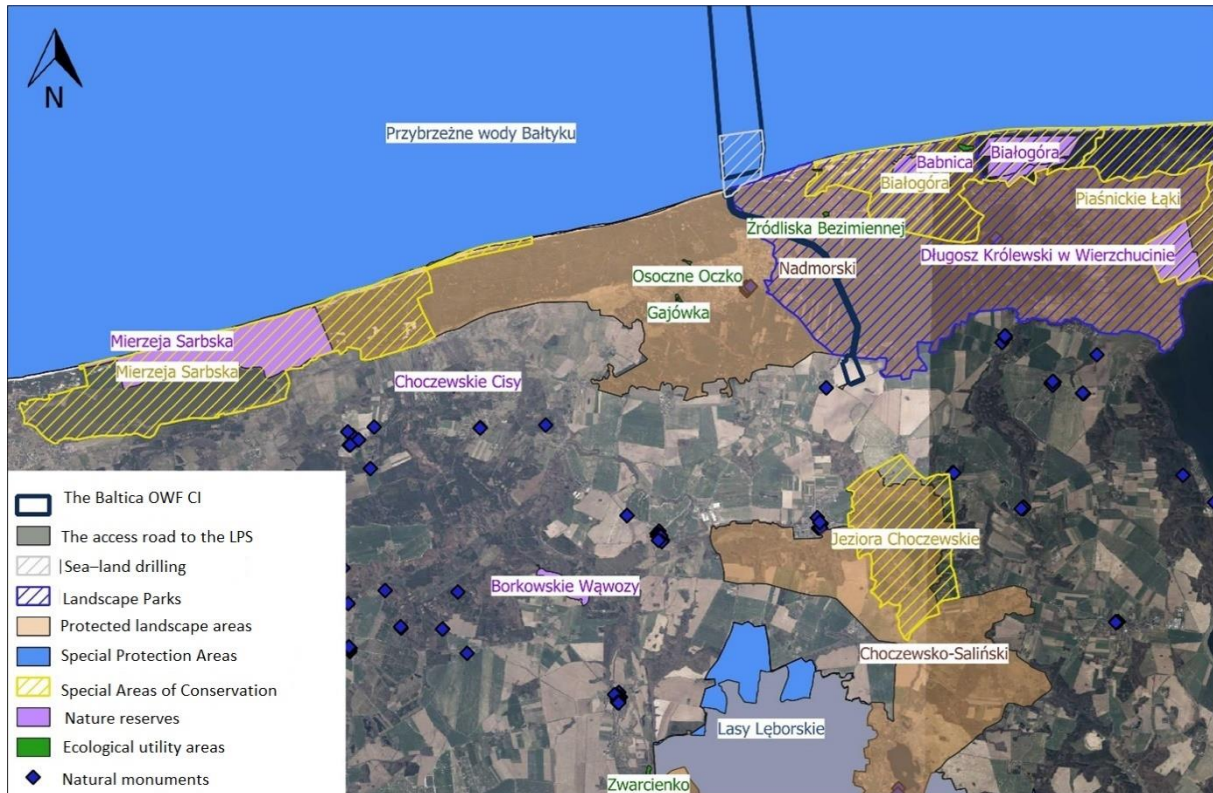 N
Przybrzeżne wody Bałtyku
Babnica
Białogóra
Białogóra
Piaśnickie Łąki
Źródliska Bezimiennej
Długosz Królewski w Wierzchucinie
Nadmorski
Osoczne Oczko
Gajówka
Mierzeja Sarbska
Mierzeja Sarbska
Choczewskie Cisy
Jeziora Choczewskie
Borkowskie Wąwozy
Choczewsko-Saliński
Lasy Lęborskie
Zwarcienko
The Baltica OWF CI
The access road to the LPS
Sea–land drilling
Landscape Parks
Protected landscape areas
Special Protection Areas
Special Areas of Conservation
Nature reserves
Ecological utility areas
Natural monuments